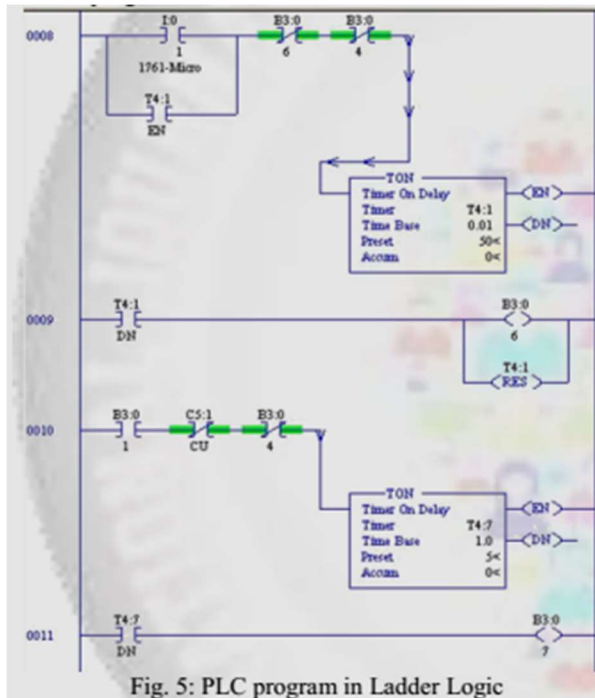 0008
I:0
1
1761-Micro
B3:0
6
B3:0
4
T4:1
EN
TON
Timer On Delay
Timer T4:1
Time Base 0.01
Preset 50<
Accum 0<
EN
DN
0009
T4:1
DN
B3:0
6
T4:1
RES
0010
B3:0
1
C5:1
CU
B3:0
4
TON
Timer On Delay
Timer T4:7
Time Base 1.0
Preset 5<
Accum 0<
EN
DN
0011
T4:7
DN
B3:0
7
Fig. 5: PLC program in Ladder Logic